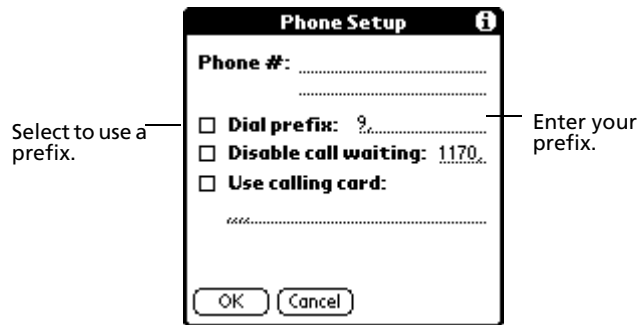 Phone Setup
Phone #:
Select to use a
prefix.
Dial prefix: 9,
Enter your
prefix.
Disable call waiting: 1170,
Use calling card:
,,,,
OK Cancel